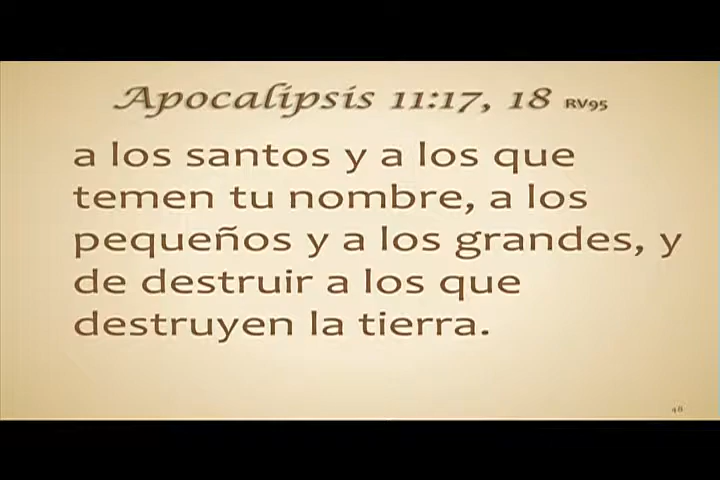 Apocalipsis 11:17, 18 RV95
a los santos y a los que
temen tu nombre, a los
pequeños y a los grandes, y
de destruir a los que
destruyen la tierra.
48